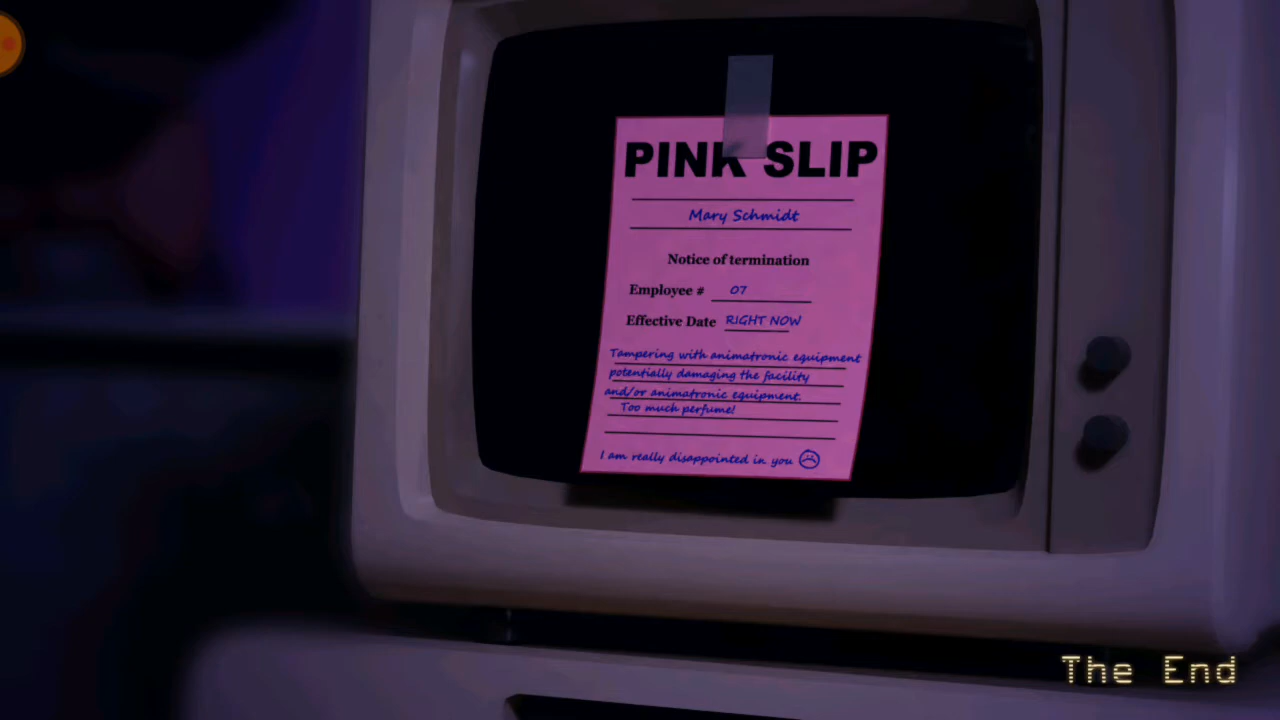 PINK SLIP
Mary Schmidt
Notice of termination
Employee # 07
Effective Date RIGHT NOW
Tampering with animatronic equipment
potentially damaging the facility
and/or animatronic equipment.
Too much perfume!
I am really disappointed in you
The End